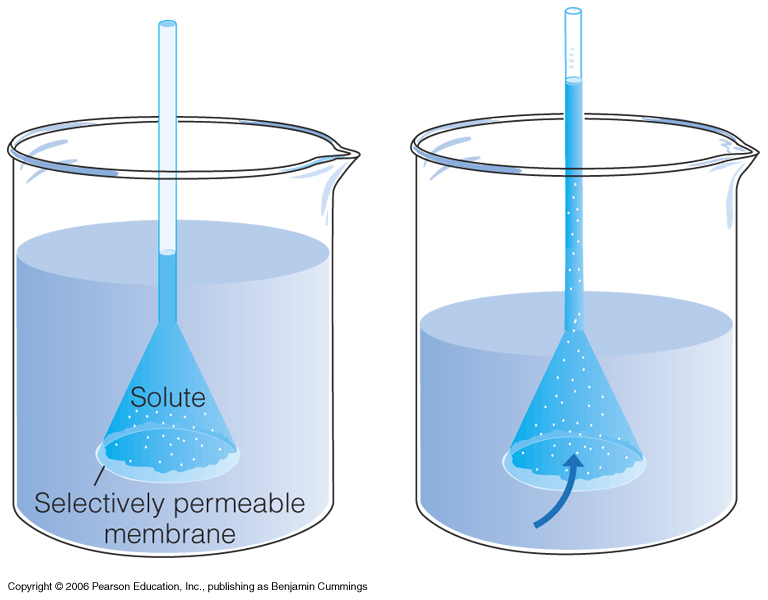 Solute
Selectively permeable
membrane
Copyright © 2006 Pearson Education, Inc., publishing as Benjamin Cummings